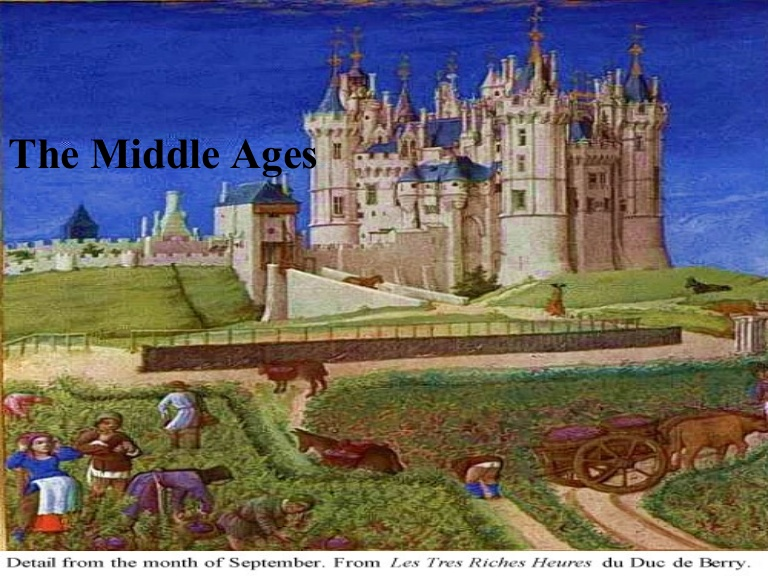 The Middle Ages
Detail from the month of September. From Les Tres Riches Heures du Duc de Berry.